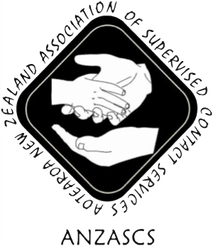 AOTEAROA NEW ZEALAND ASSOCIATION OF SUPERVISED CONTACT SERVICES
ANZASCS